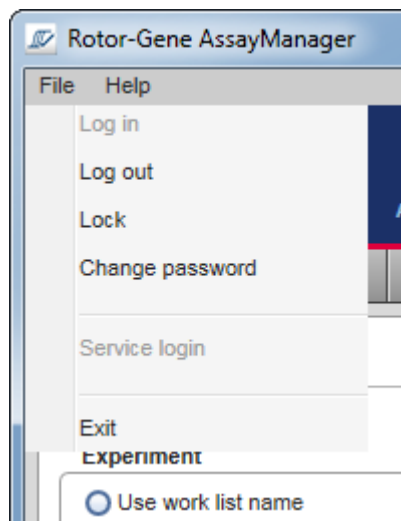 Rotor-Gene AssayManager
File Help
Log in
Log out
Lock
Change password
Service login
Exit
Experiment
Use work list name